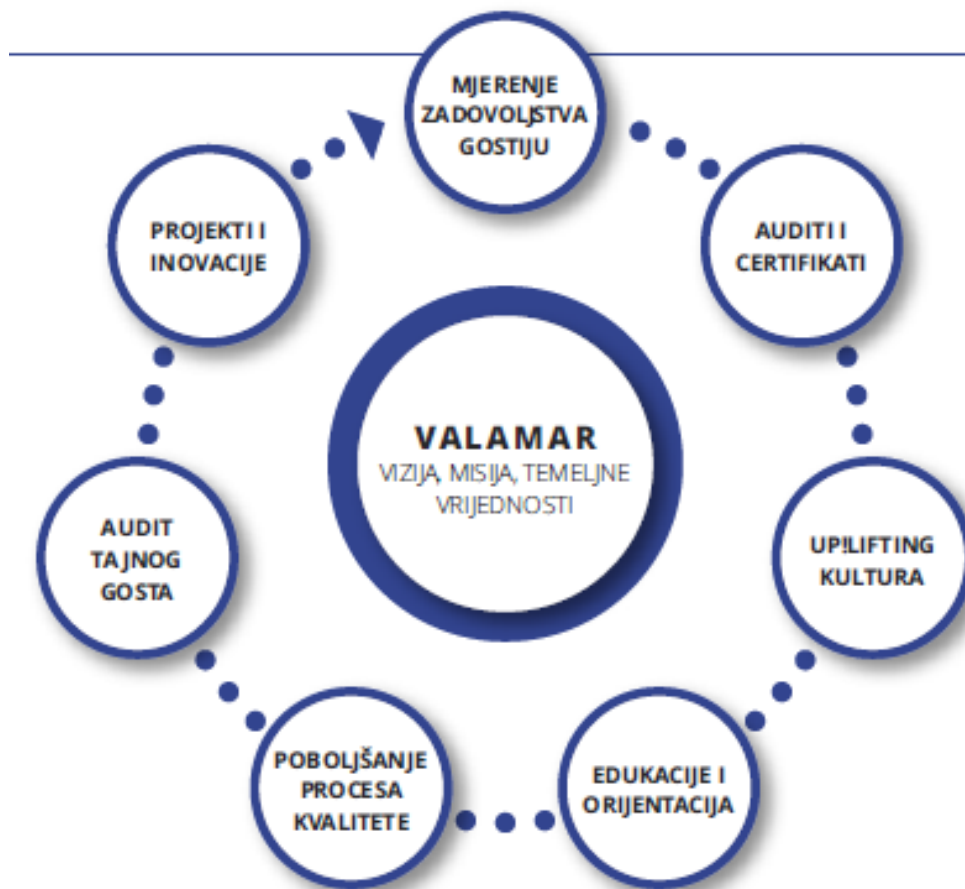 MJERENJE
ZADOVOLJSTVA
GOSTIJU
AUDITI I
CERTIFIKATI
UP!LIFTING
KULTURA
EDUKACIJE I
ORIJENTACIJA
POBOLJŠANJE
PROCESA
KVALITETE
AUDIT
TAJNOG
GOSTA
PROJEKTI I
INOVACIJE
VALAMAR
VIZIJA, MISIJA, TEMELJNE
VRIJEDNOSTI